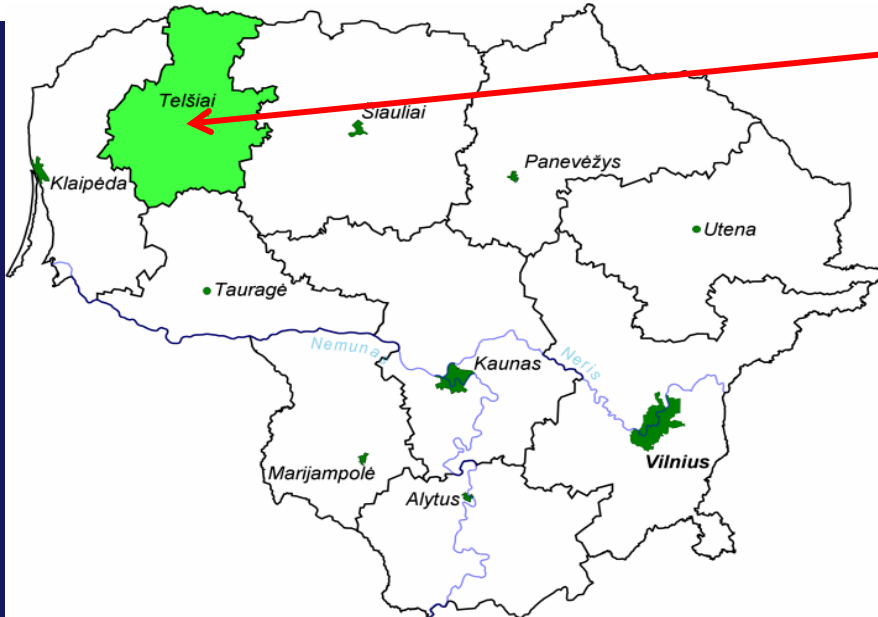 Telšiai
Šiauliai
Panevėžys
Klaipėda
Utena
Tauragė
Nemunas
Kaunas
Neris
Marijampolė
Vilnius
Alytus